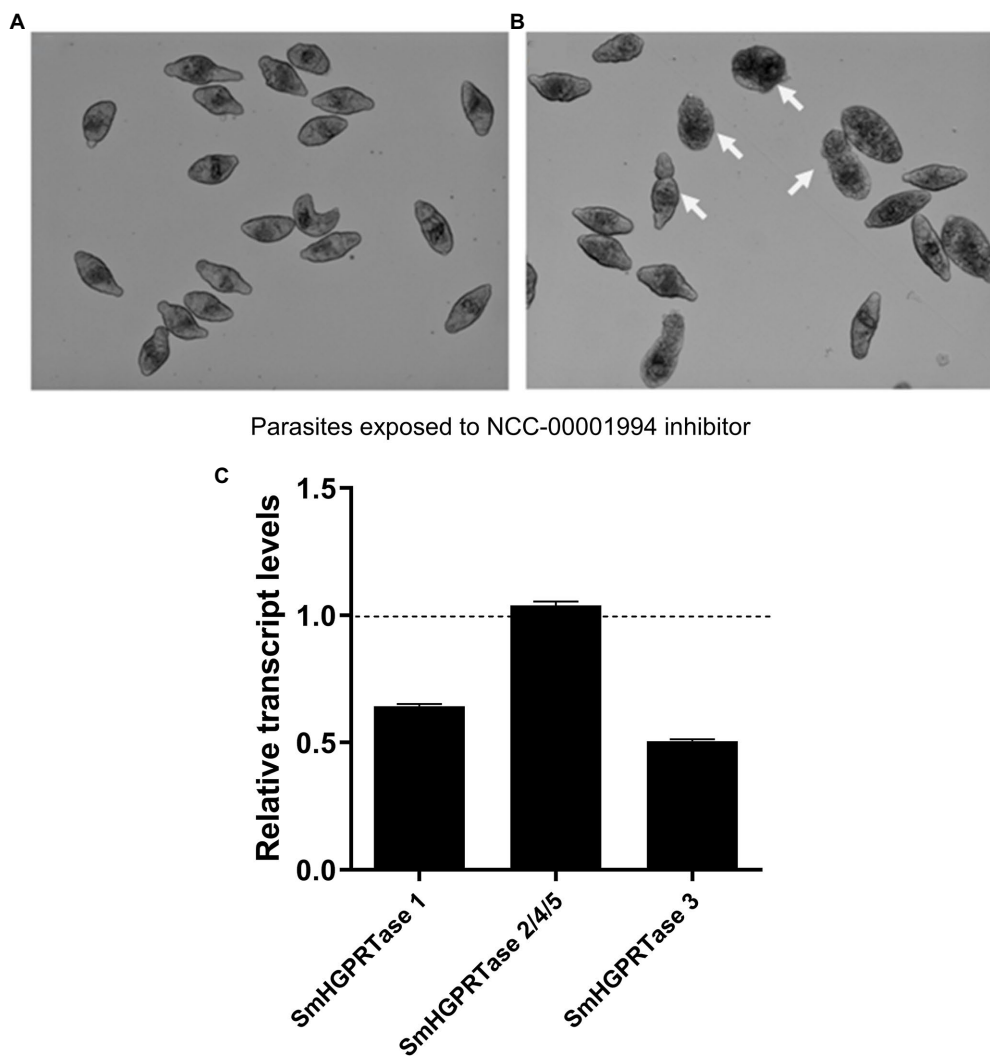 A
B
Parasites exposed to NCC-00001994 inhibitor
C
Relative transcript levels
1.5
1.0
0.5
0.0
SmHGPRTase 1
SmHGPRTase 2/4/5
SmHGPRTase 3